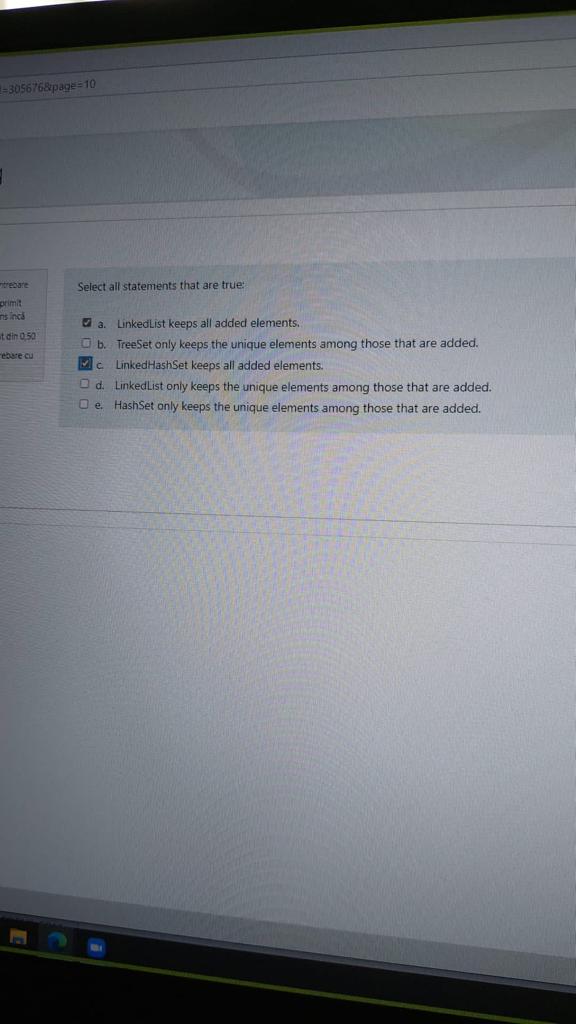 =305676&page=10
primit
ns încă
t din 0,50
ebare cu
Select all statements that are true:
a. LinkedList keeps all added elements.
b. TreeSet only keeps the unique elements among those that are added.
c. LinkedHashSet keeps all added elements.
d. LinkedList only keeps the unique elements among those that are added.
e. HashSet only keeps the unique elements among those that are added.